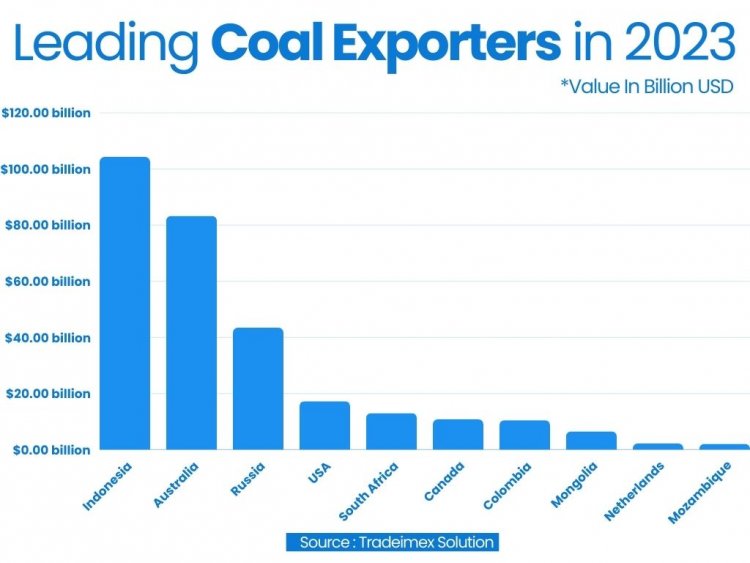 Leading Coal Exporters in 2023
*Value In Billion USD
$120.00 billion
$100.00 billion
$80.00 billion
$60.00 billion
$40.00 billion
$20.00 billion
$0.00 billion
Indonesia
Australia
Russia
USA
South Africa
Canada
Colombia
Mongolia
Netherlands
Mozambique
Source : Tradeimex Solution